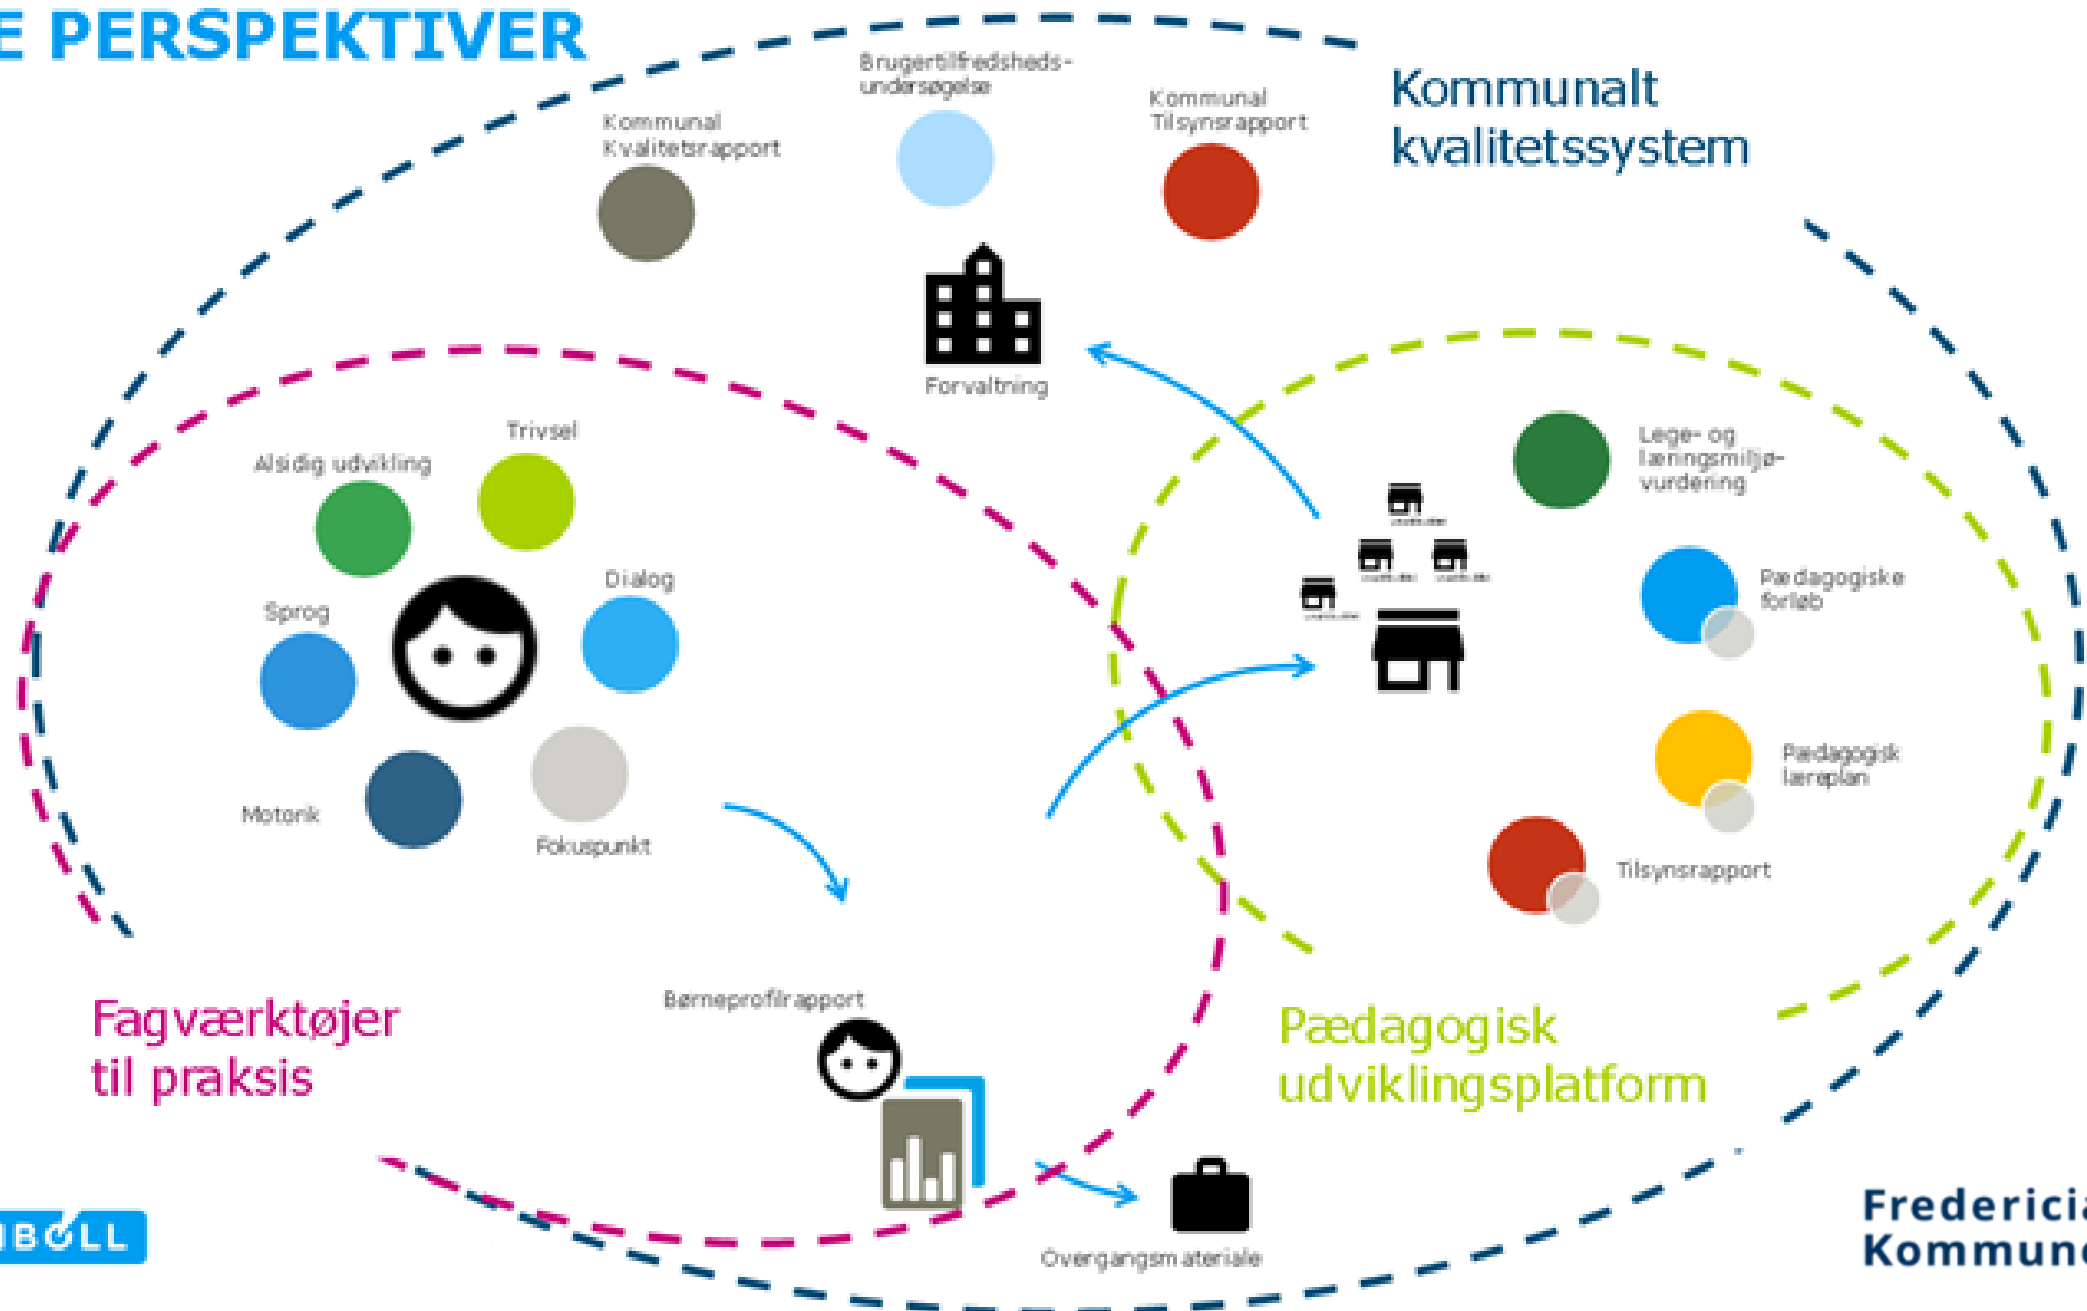 E PERSPEKTIVER
Brugertilfredsheds-
undersøgelse
Kommunal
Tilsynsrapport
Kommunalt
kvalitetssystem
Kommunal
Kvalitetsrapport
Forvaltning
Trivsel
Alsidig udvikling
Dialog
Sprog
Motorik
Fokuspunkt
Lege- og
læringsmiljø-
vurdering
Pædagogiske
forløb
Pædagogisk
læreplan
Tilsynsrapport
Børneprofilrapport
Fagværktøjer
til praksis
Pædagogisk
udviklingsplatform
Overgangsmateriale
BOLL
Fredericia
Kommune